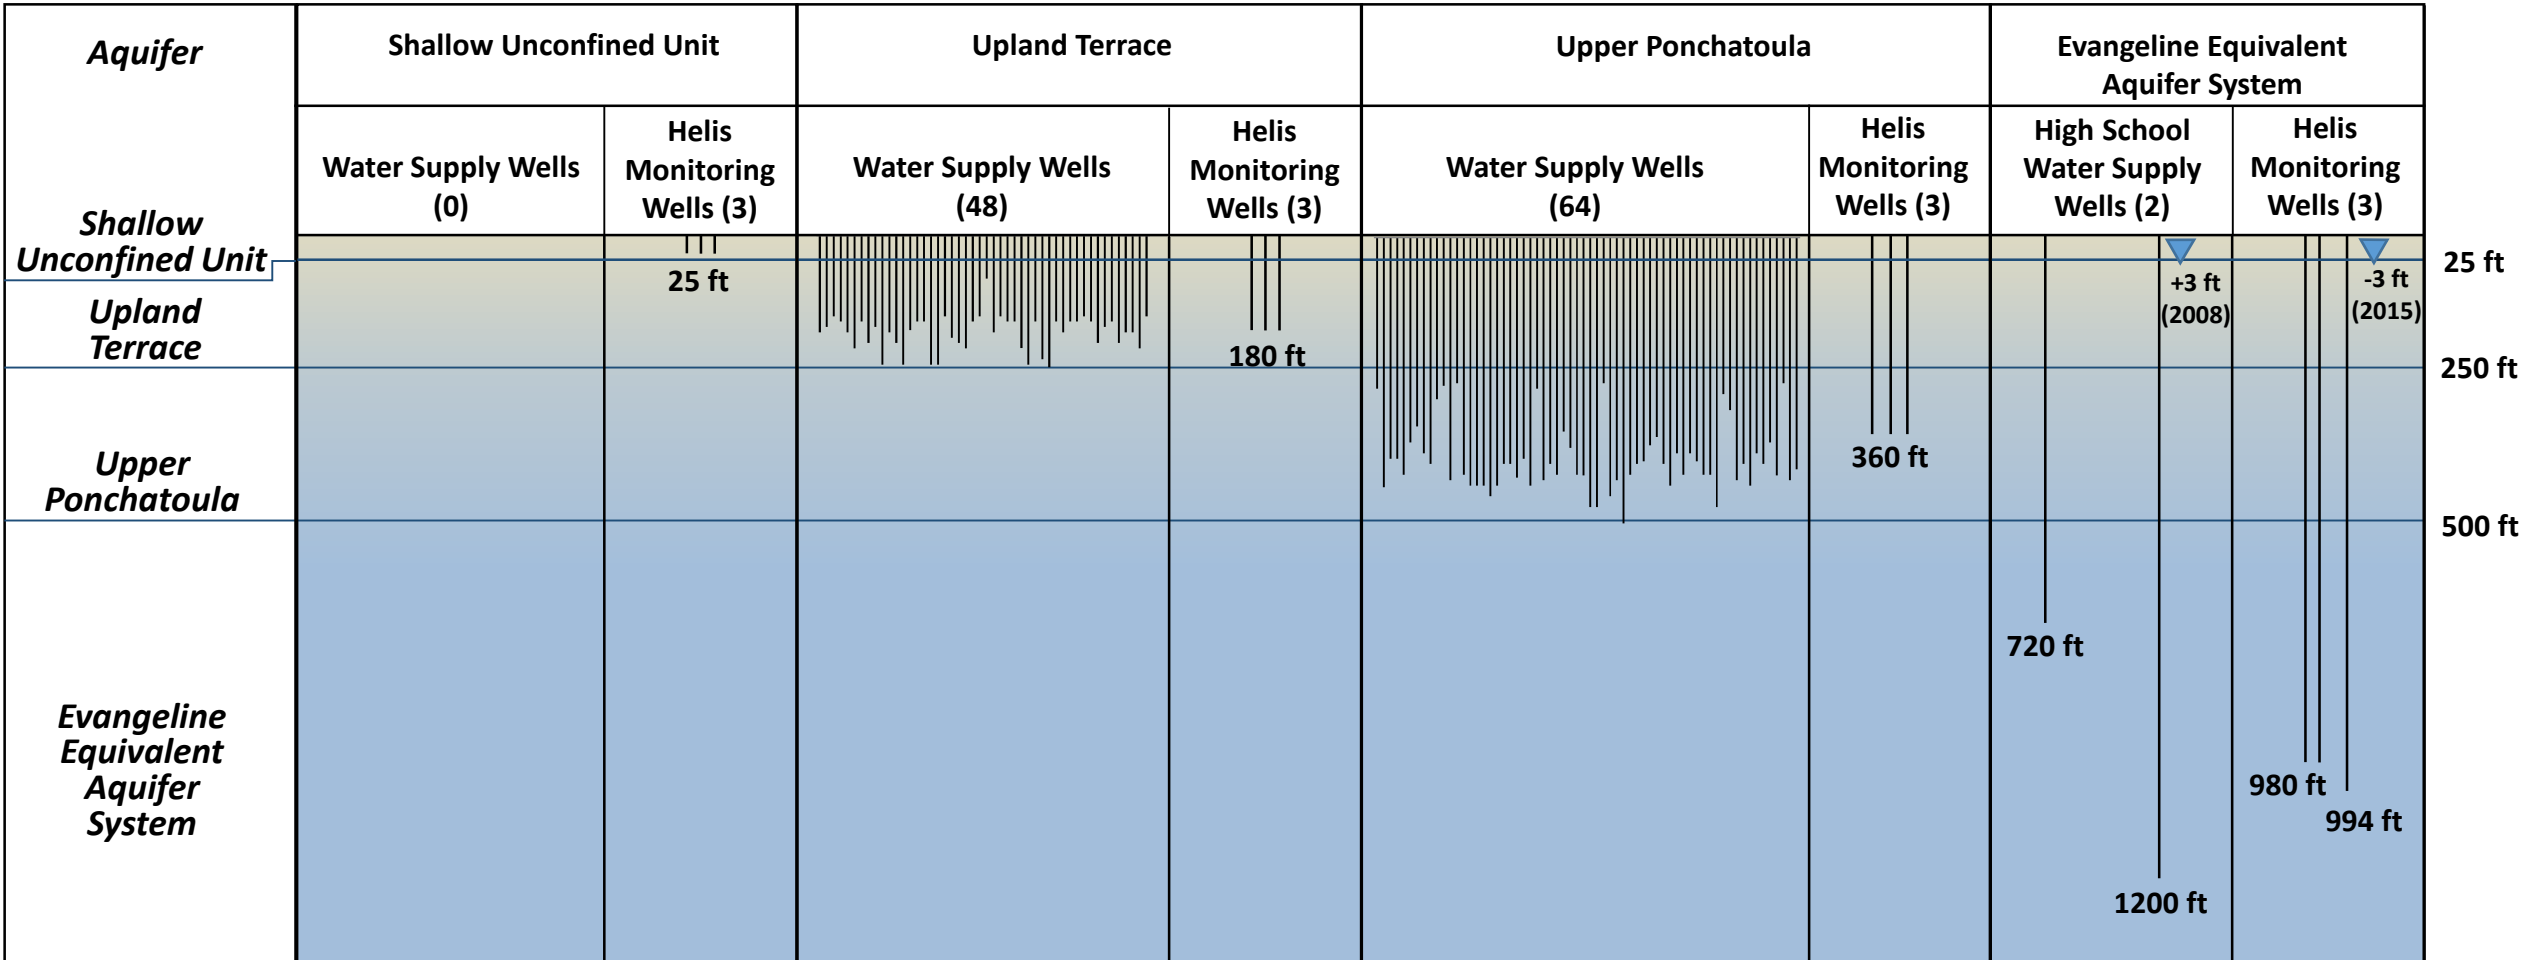 Aquifer
Shallow Unconfined Unit
Upland Terrace
Upper Ponchatoula
Evangeline Equivalent
Aquifer System
Water Supply Wells
(0)
Helis
Monitoring
Wells (3)
Water Supply Wells
(48)
Helis
Monitoring
Wells (3)
Water Supply Wells
(64)
Helis
Monitoring
Wells (3)
High School
Water Supply
Wells (2)
Helis
Monitoring
Wells (3)
Shallow
Unconfined Unit
25 ft
+3 ft
(2008)
-3 ft
(2015)
25 ft
Upland
Terrace
180 ft
250 ft
Upper
Ponchatoula
360 ft
500 ft
Evangeline
Equivalent
Aquifer
System
720 ft
980 ft
994 ft
1200 ft